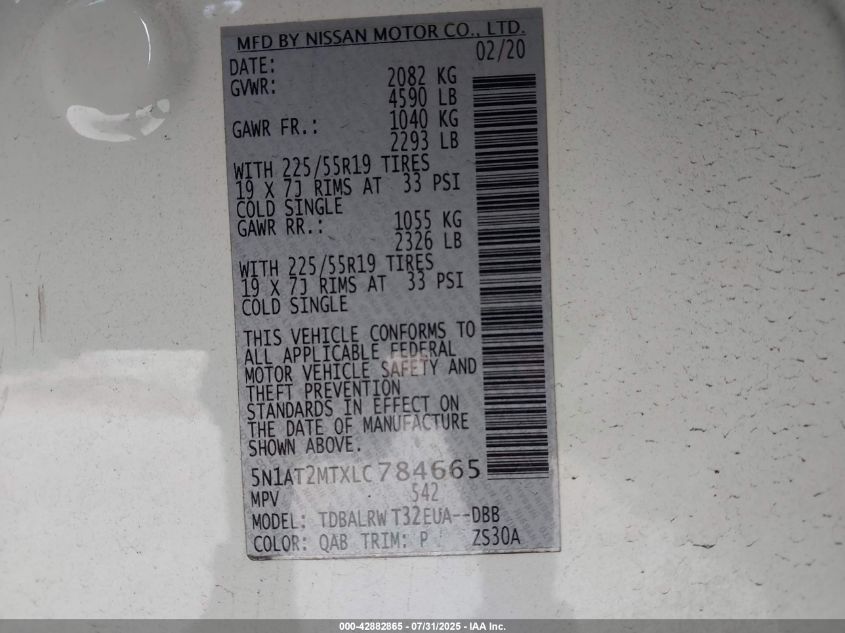 MFD BY NISSAN MOTOR CO., LTD.
DATE: 02/20
GVWR: 2082 KG
4590 LB
GAWR FR.: 1040 KG
2293 LB
WITH 225/55R19 TIRES
19 X 7J RIMS AT 33 PSI
COLD SINGLE
GAWR RR.: 1055 KG
2326 LB
WITH 225/55R19 TIRES
19 X 7J RIMS AT 33 PSI
COLD SINGLE
THIS VEHICLE CONFORMS TO
ALL APPLICABLE FEDERAL
MOTOR VEHICLE SAFETY AND
THEFT PREVENTION
STANDARDS IN EFFECT ON
THE DATE OF MANUFACTURE
SHOWN ABOVE.
5N1AT2MTXLC784665
MPV 542
MODEL: TDBALRW T32EUA--DBB
COLOR: QAB TRIM: P ZS30A
000-42882865 - 07/31/2025 - IAA Inc.